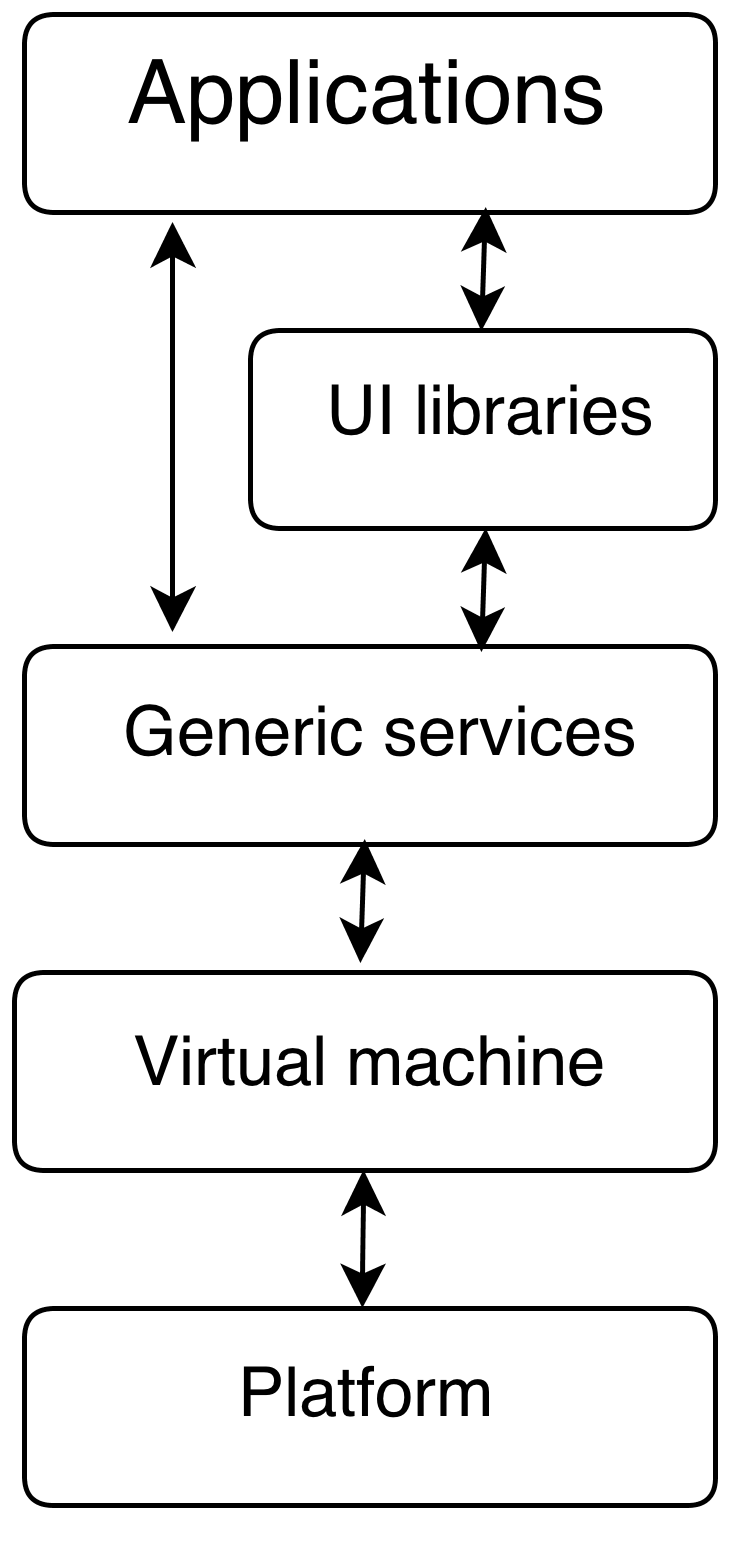 Applications
UI libraries
Generic services
Virtual machine
Platform